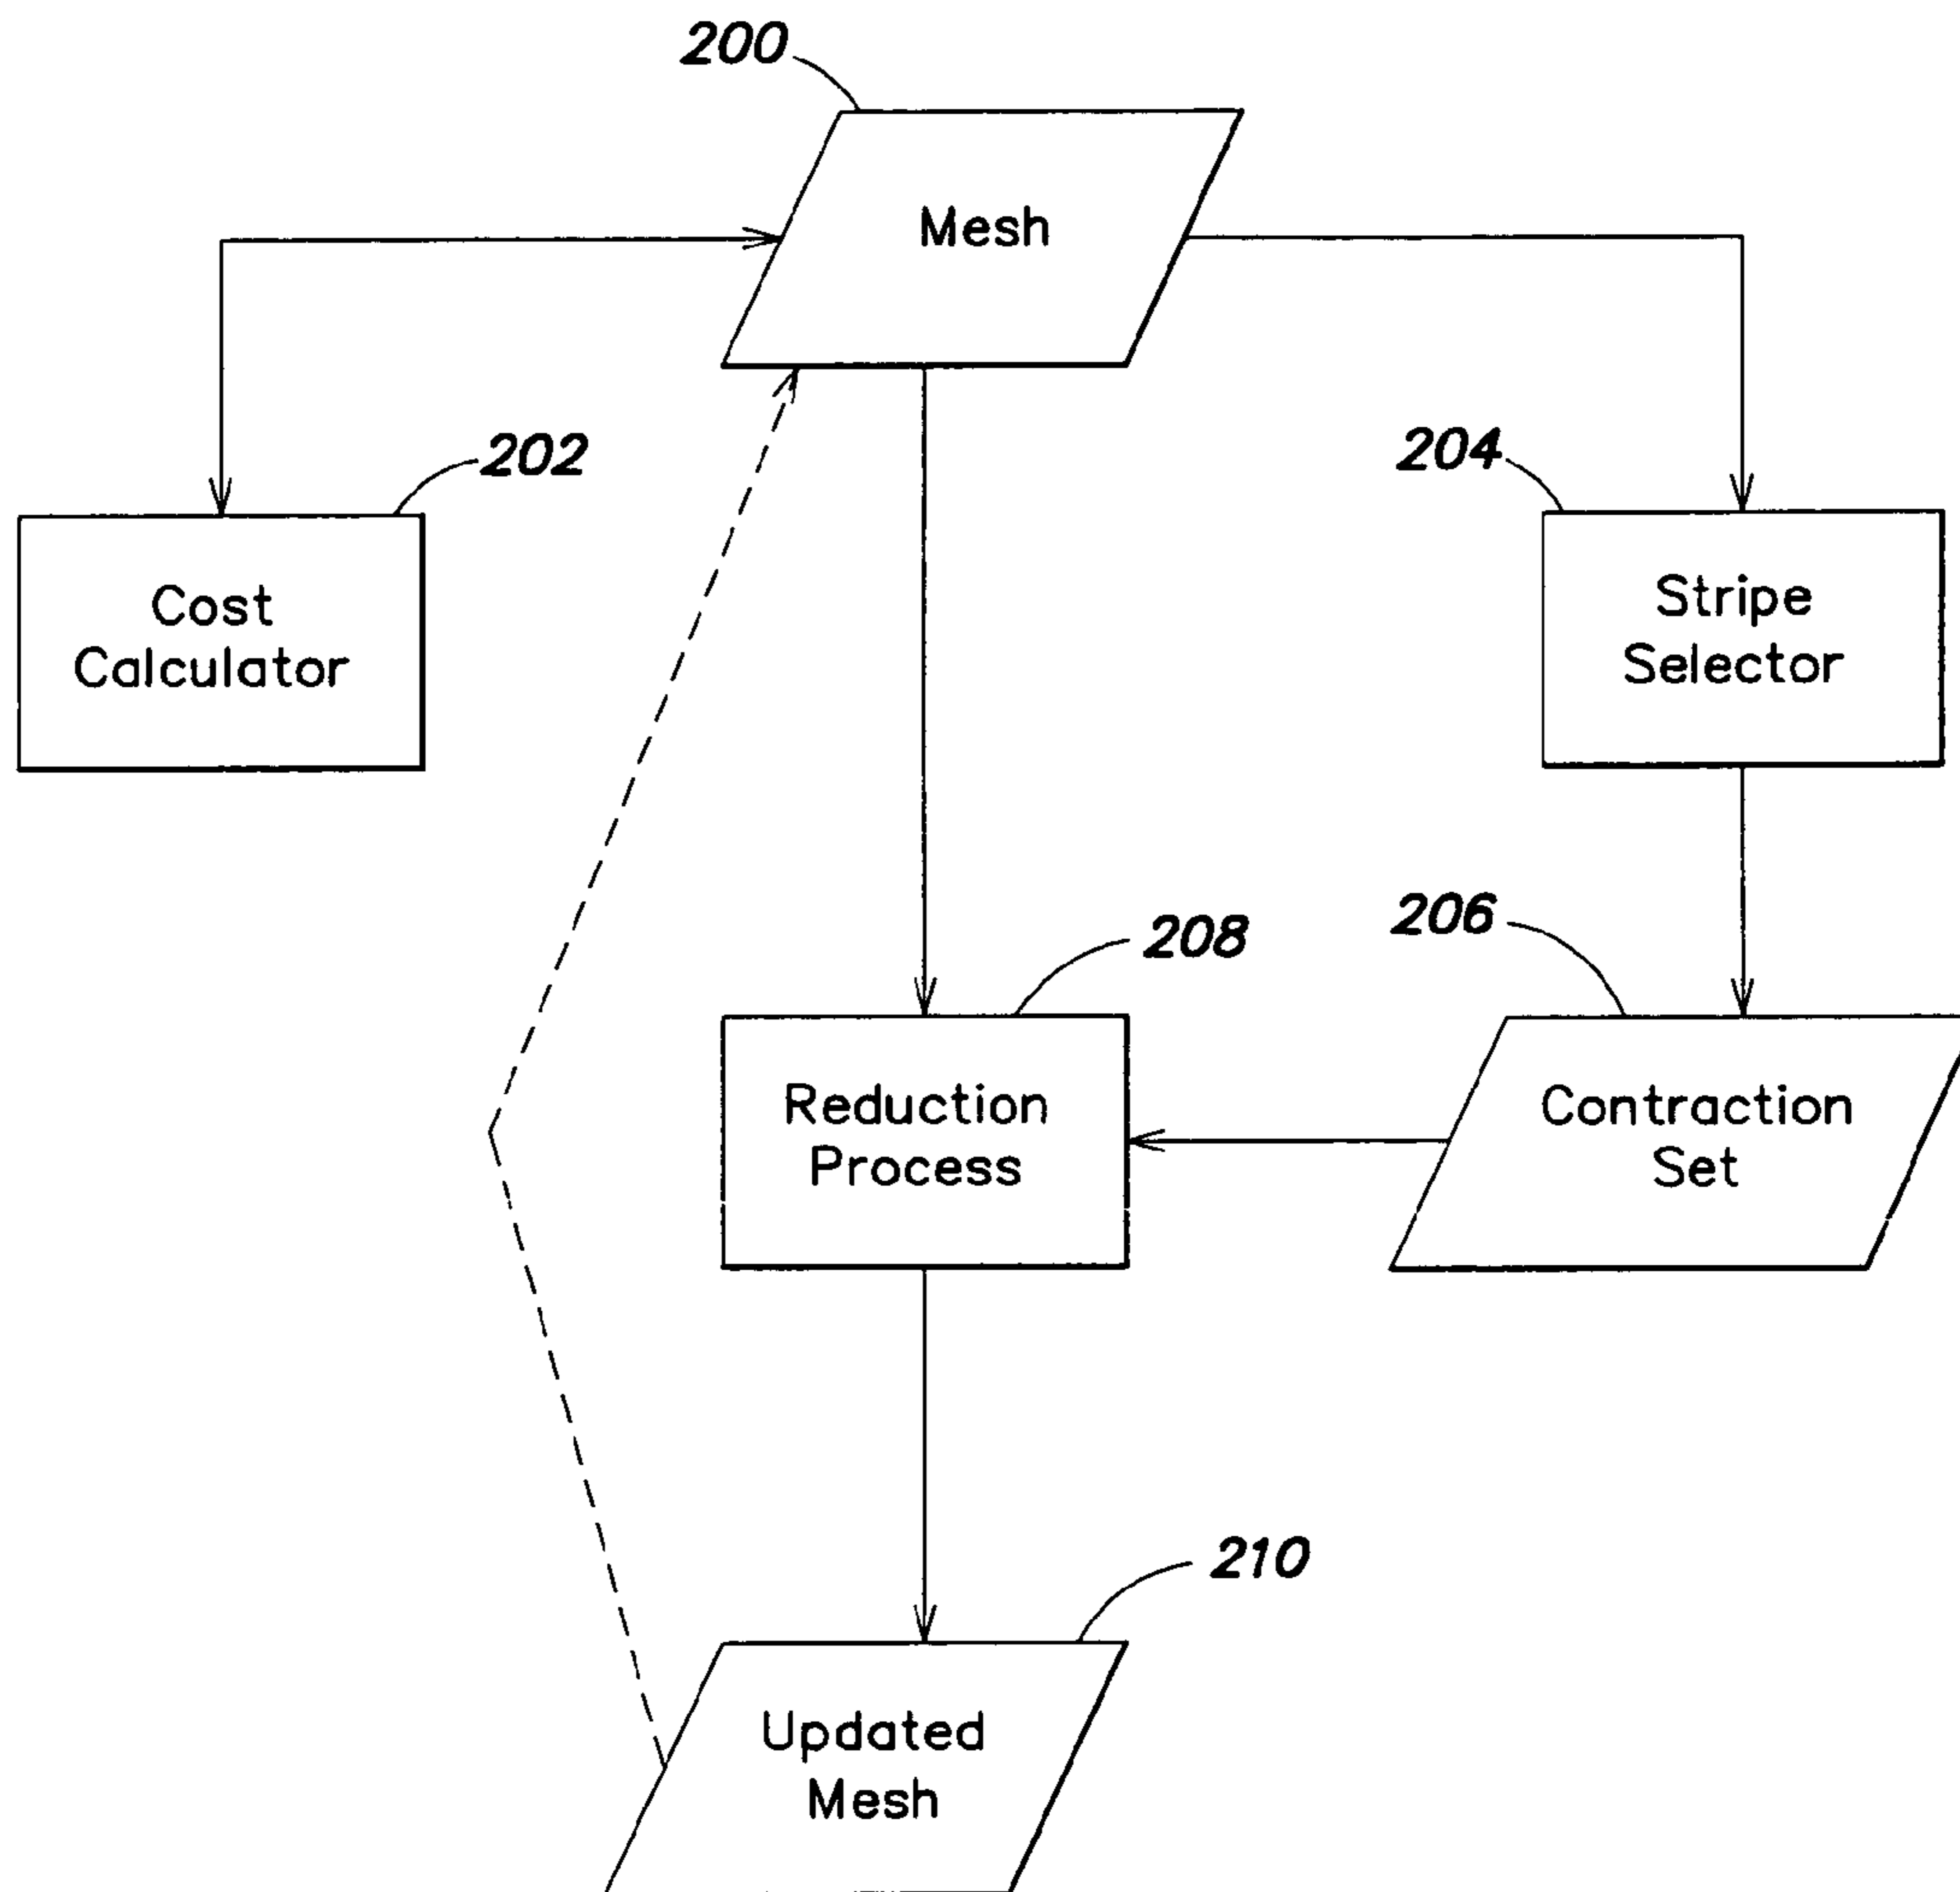 200
Mesh
202
204
Cost
Calculator
Stripe
Selector
206
208
Reduction
Process
Contraction
Set
210
Updated
Mesh